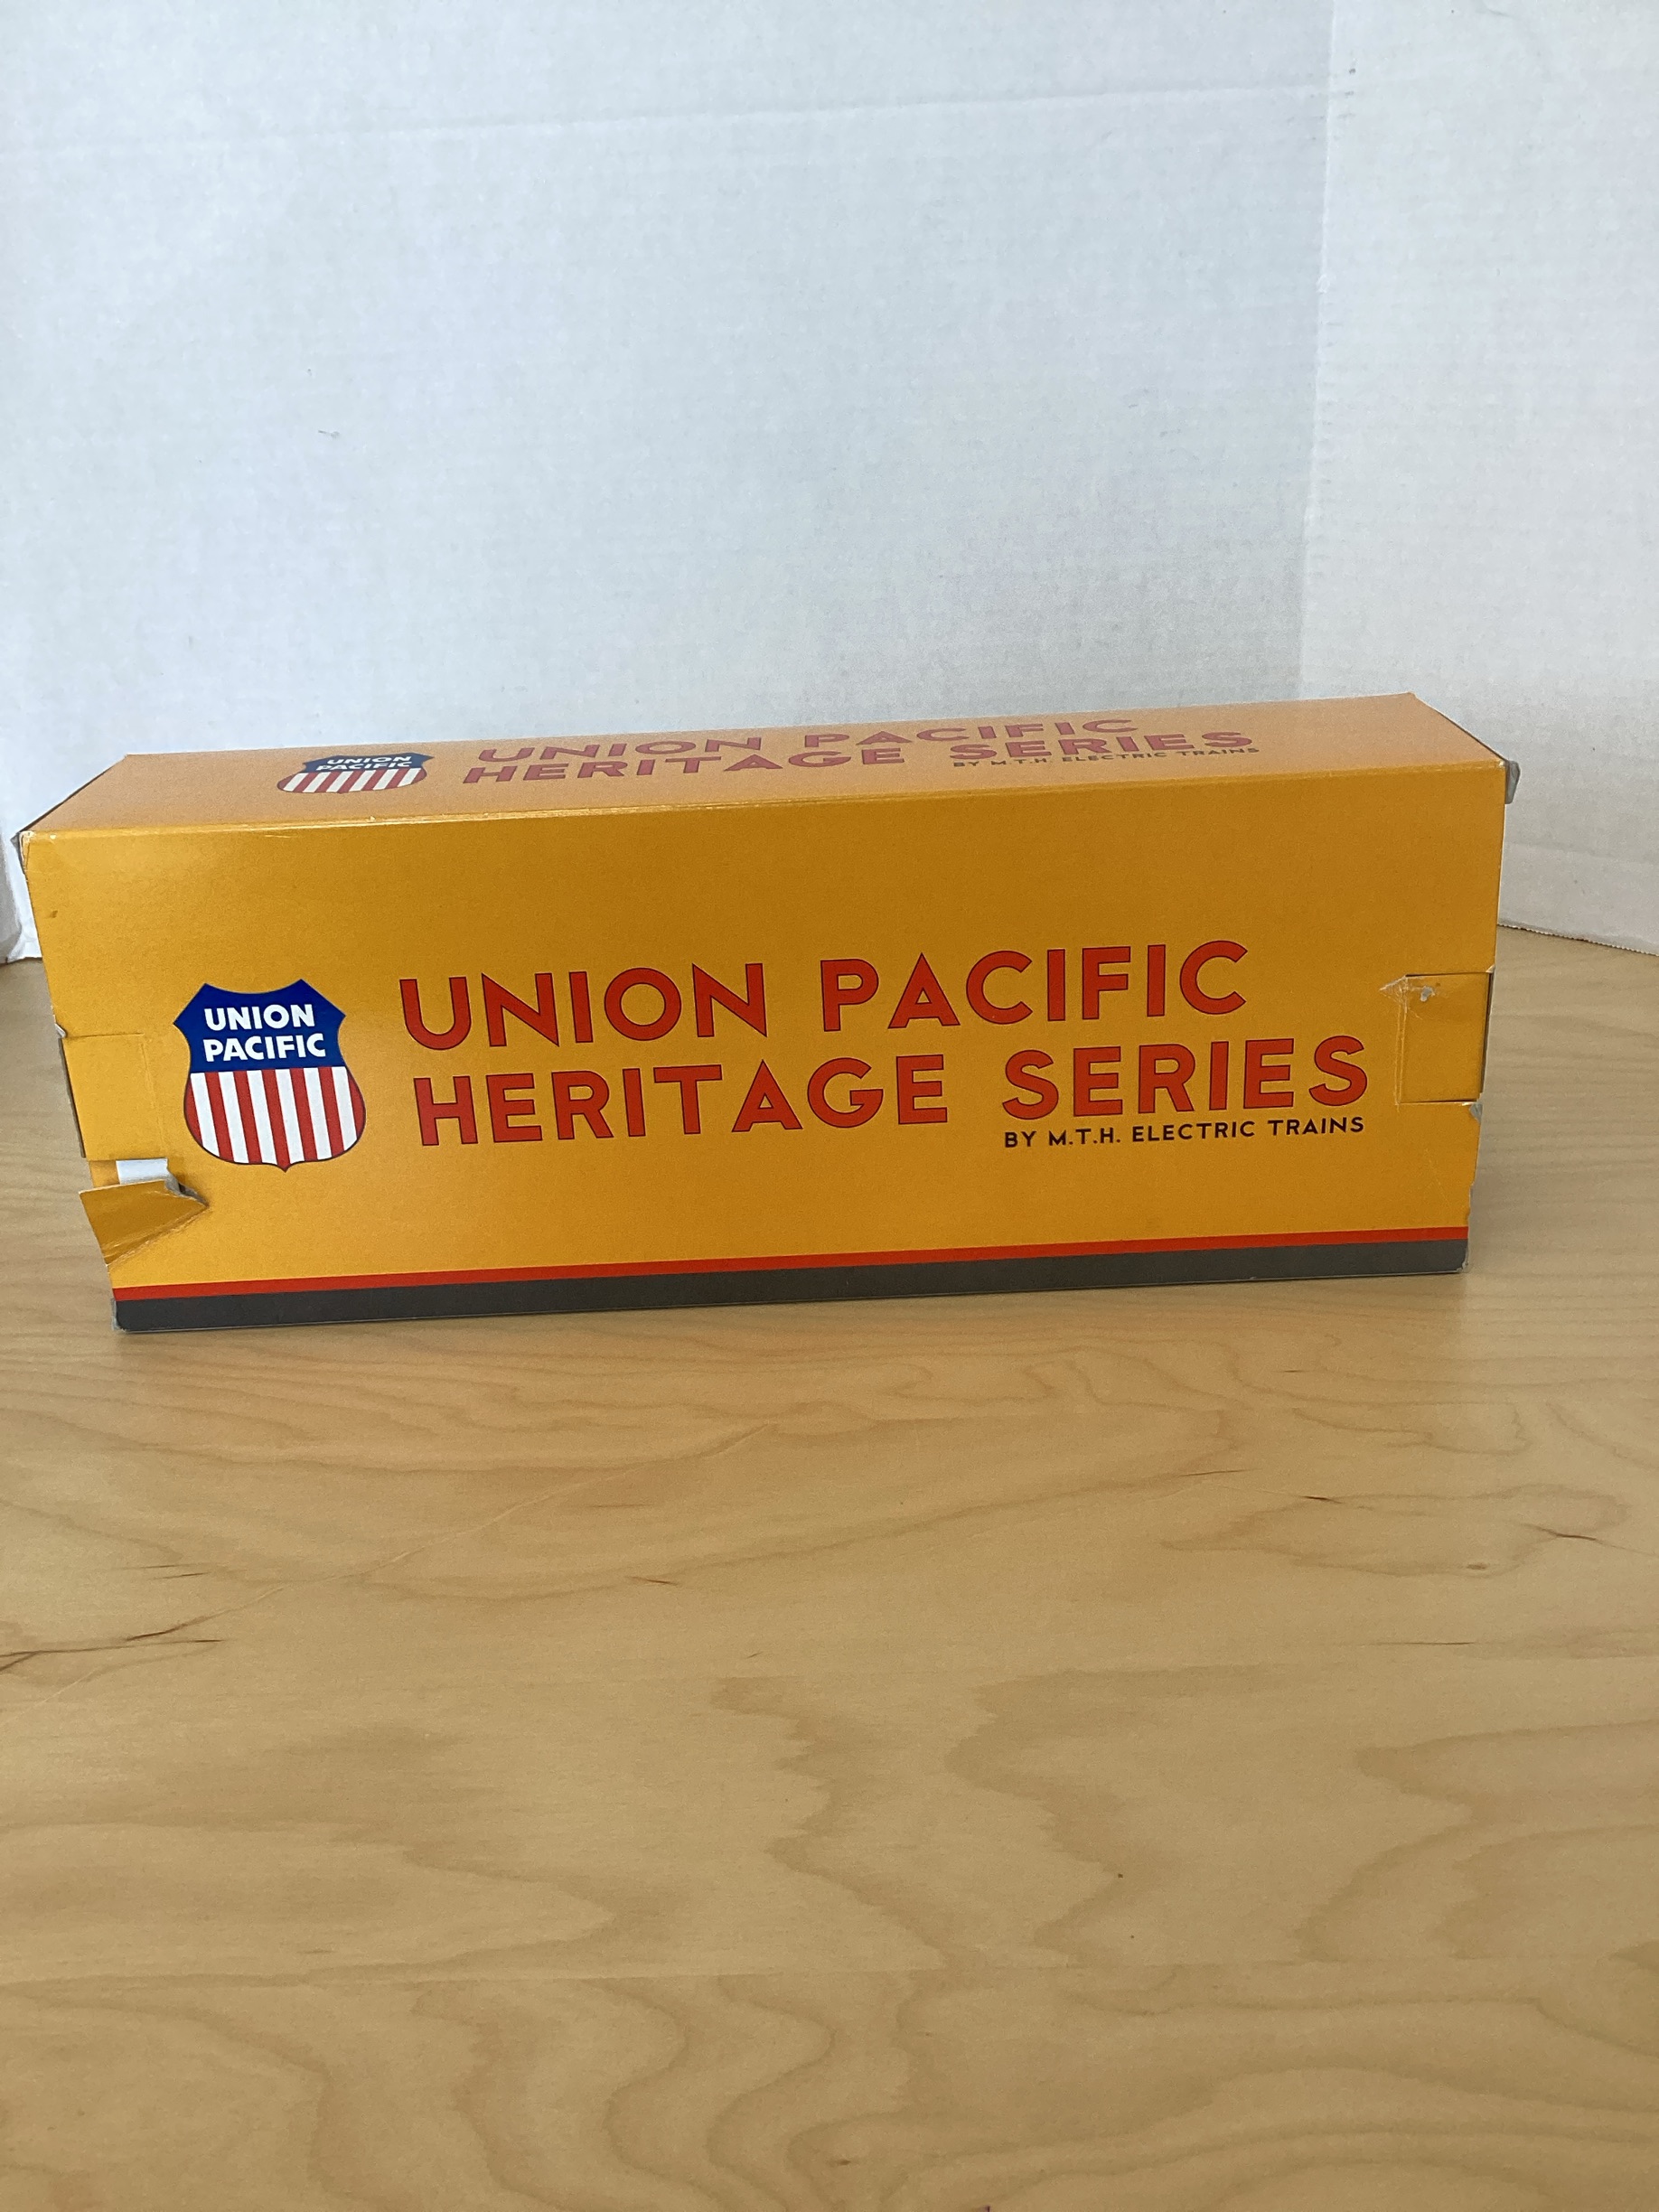 UNION
PACIFIC
UNION PACIFIC
HERITAGE SERIES
BY M.T.H. ELECTRIC TRAINS
UNION
PACIFIC
UNION PACIFIC
HERITAGE SERIES
BY M.T.H. ELECTRIC TRAINS